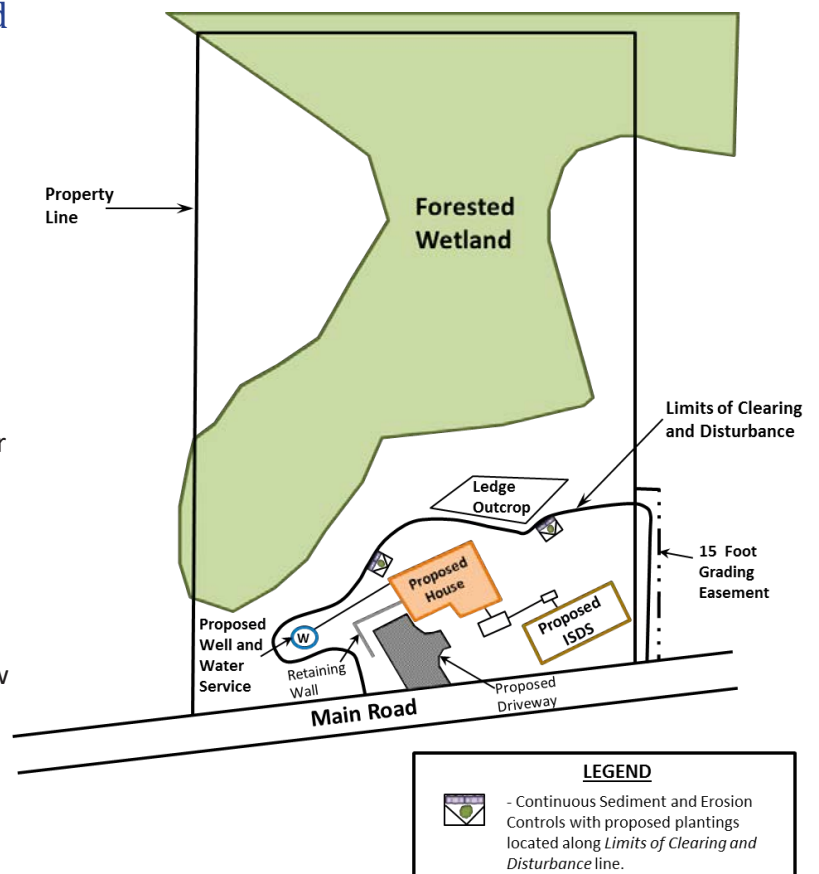 d
Property
Line
Forested
Wetland
r
Limits of Clearing
and Disturbance
Ledge
Outcrop
15 Foot
Grading
Easement
Proposed
House
Proposed
ISDS
Proposed
Well and
Water
Service
W
Retaining
Wall
w
Proposed
Driveway
Main Road
LEGEND
- Continuous Sediment and Erosion
Controls with proposed plantings
located along Limits of Clearing and
Disturbance line.